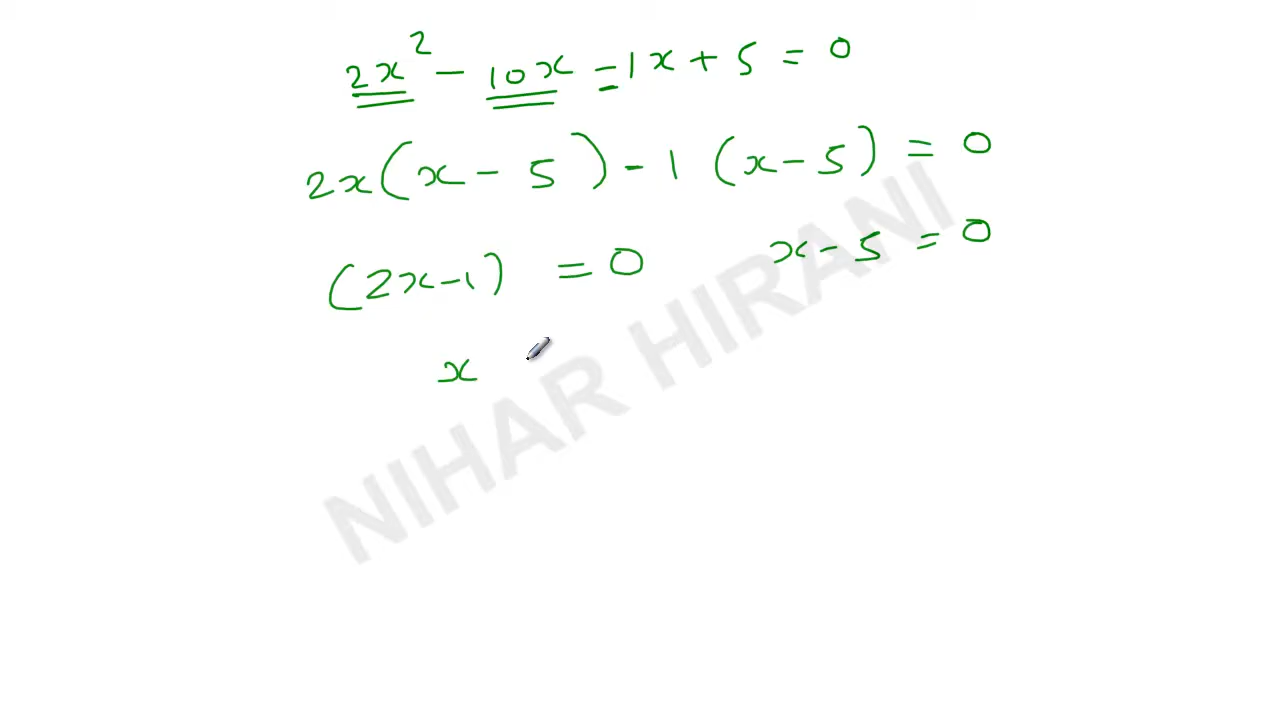 2x² - 10x = 1x + 5 = 0
2x(x - 5) - 1 (x - 5) = 0
(2x - 1) = 0 x - 5 = 0
x
NIHAR HIRANI